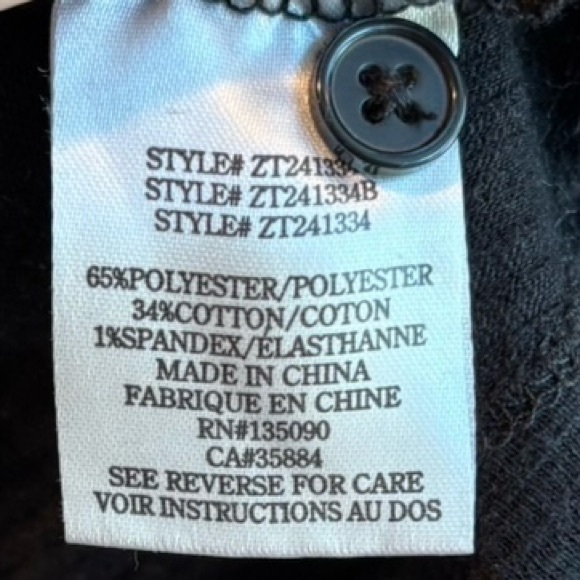 STYLE#
STYLE# ZT241334B
STYLE# ZT241334
65%POLYESTER/POLYESTER
34%COTTON/COTON
1%SPANDEX/ÉLASTHANNE
MADE IN CHINA
FABRIQUE EN CHINE
RN#135090
CA#35884
SEE REVERSE FOR CARE
VOIR INSTRUCTIONS AU DOS